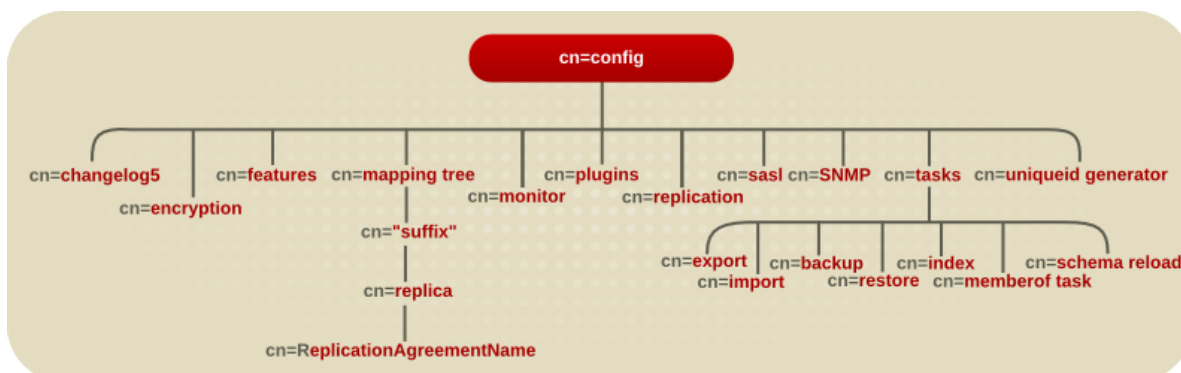 cn=config
cn=changelog5
cn=encryption
cn=features
cn=mapping tree
cn="suffix"
cn=replica
cn=ReplicationAgreementName
cn=monitor
cn=plugins
cn=replication
cn=sasl
cn=SNMP
cn=tasks
cn=export
cn=import
cn=backup
cn=restore
cn=index
cn=memberof task
cn=schema reload
cn=uniqueid generator